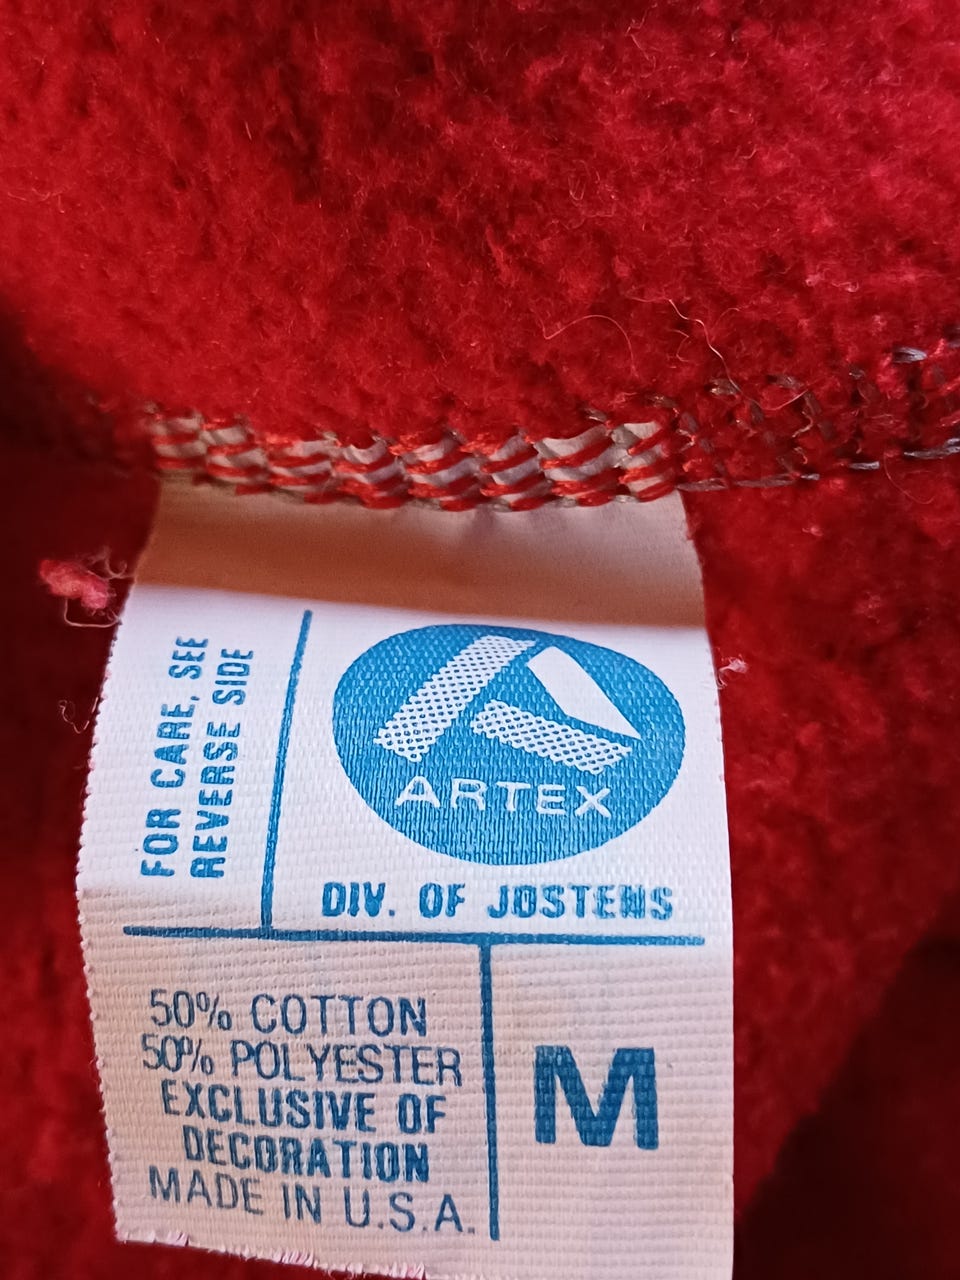 FOR CARE, SEE
REVERSE SIDE
ARTEX
DIV. OF JOSTENS
50% COTTON
50% POLYESTER
EXCLUSIVE OF
DECORATION
MADE IN U.S.A.
M